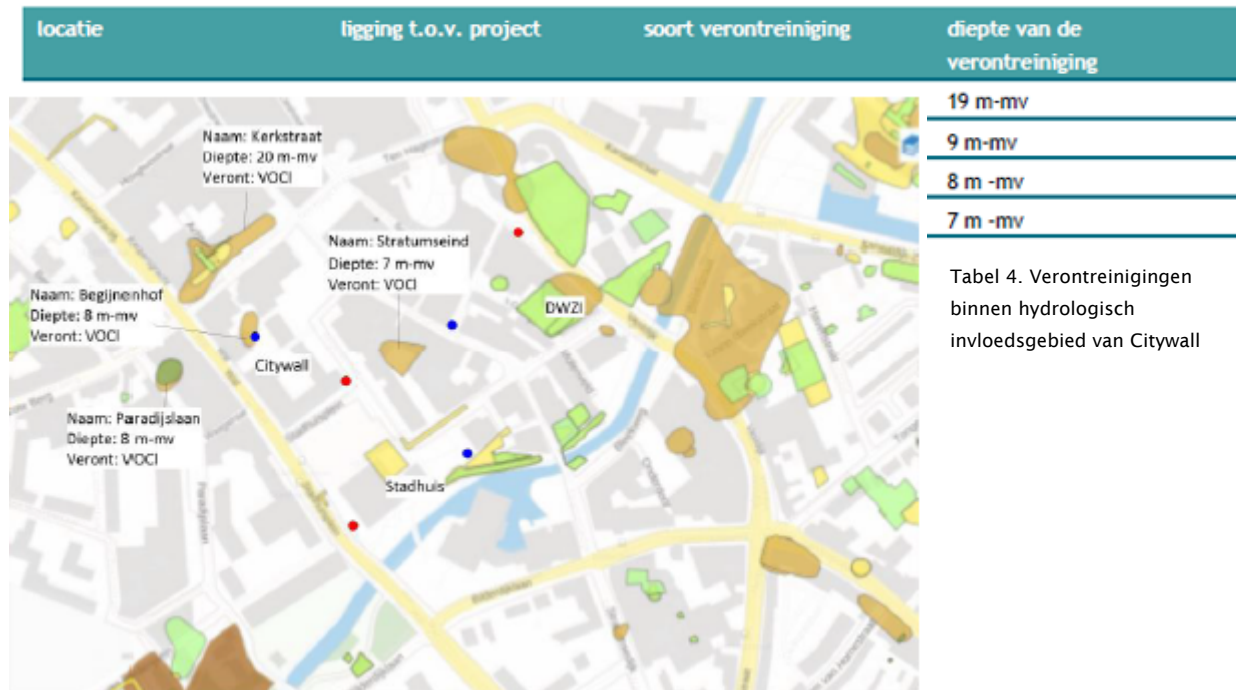 locatie
ligging t.o.v. project
soort verontreiniging
diepte van de
verontreiniging
19 m-mv
9 m-mv
8 m -mv
7 m -mv
Tabel 4. Verontreinigingen
binnen hydrologisch
invloedsgebied van Citywall
Naam: Kerkstraat
Diepte: 20 m-mv
Veront: VOCl
Naam: Stratumseind
Diepte: 7 m-mv
Veront: VOCl
Naam: Begijnenhof
Diepte: 8 m-mv
Veront: VOCl
DWZI
Citywall
Naam: Paradijslaan
Diepte: 8 m-mv
Veront: VOCl
Stadhuis
Paradijslaan
Bilderdijklaan